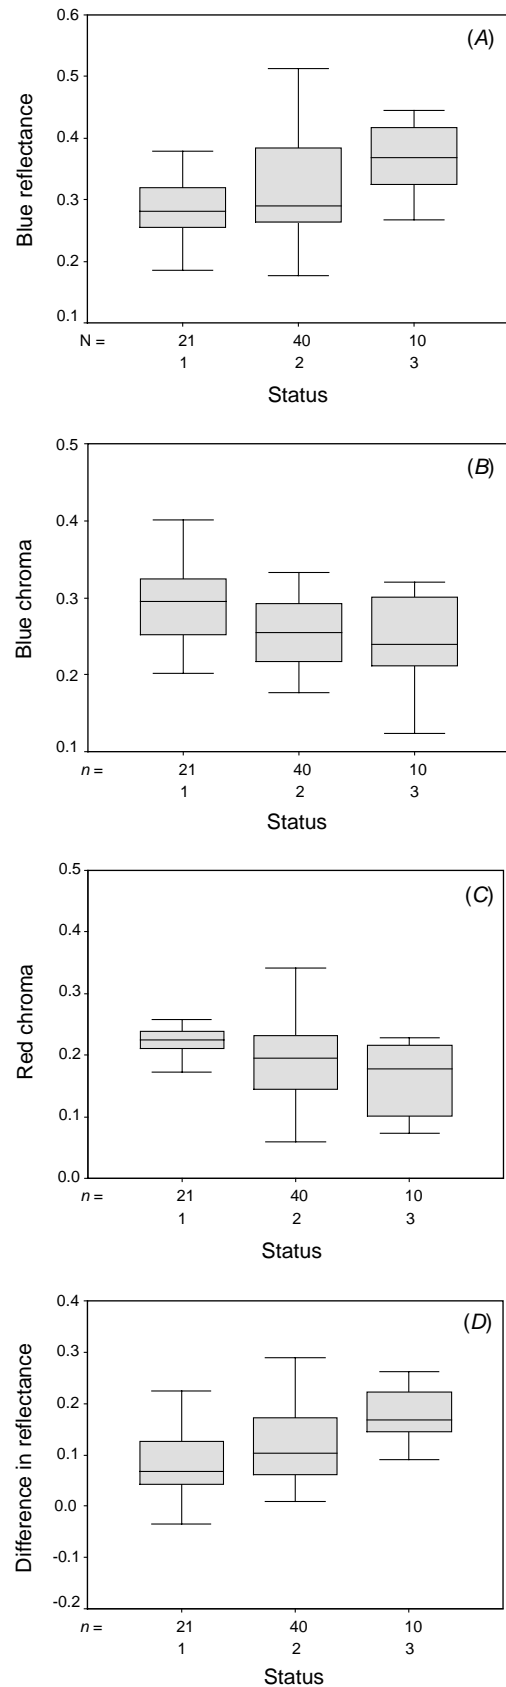 0.6
(A)
0.5
0.4
Blue reflectance
0.3
0.2
0.1
N = 21 40 10
1 2 3
Status
0.5
(B)
0.4
Blue chroma
0.3
0.2
0.1
n = 21 40 10
1 2 3
Status
0.5
(C)
0.4
Red chroma
0.3
0.2
0.1
0.0
n = 21 40 10
1 2 3
Status
0.4
(D)
0.3
Difference in reflectance
0.2
0.1
0.0
-0.1
-0.2
n = 21 40 10
1 2 3
Status